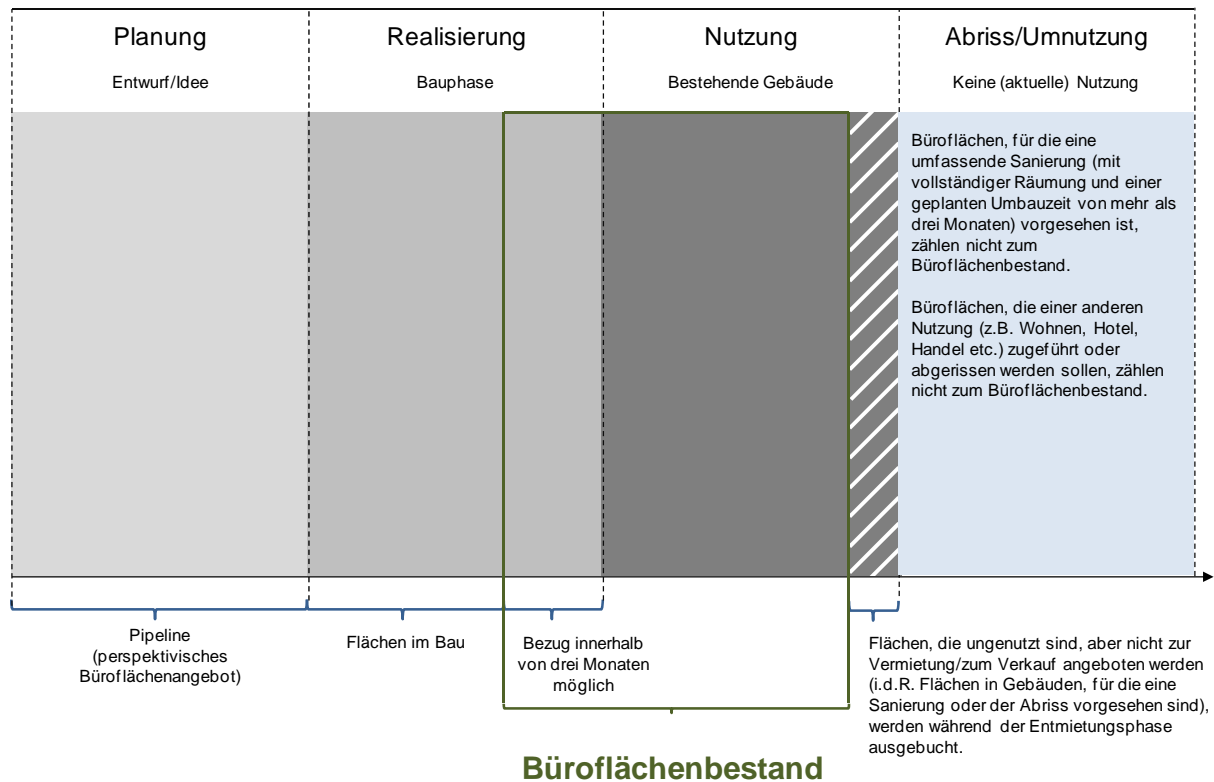 Planung
Entwurf/Idee
Realisierung
Bauphase
Nutzung
Bestehende Gebäude
Abriss/Umnutzung
Keine (aktuelle) Nutzung
Büroflächen, für die eine
umfassende Sanierung (mit
vollständiger Räumung und einer
geplanten Umbauzeit von mehr als
drei Monaten) vorgesehen ist,
zählen nicht zum
Büroflächenbestand.
Büroflächen, die einer anderen
Nutzung (z.B. Wohnen, Hotel,
Handel etc.) zugeführt oder
abgerissen werden sollen, zählen
nicht zum Büroflächenbestand.
Pipeline
(perspektivisches
Büroflächenangebot)
Flächen im Bau
Bezug innerhalb
von drei Monaten
möglich
Flächen, die ungenutzt sind, aber nicht zur
Vermietung/zum Verkauf angeboten werden
(i.d.R. Flächen in Gebäuden, für die eine
Sanierung oder der Abriss vorgesehen sind),
werden während der Entmietungsphase
ausgebucht.
Büroflächenbestand